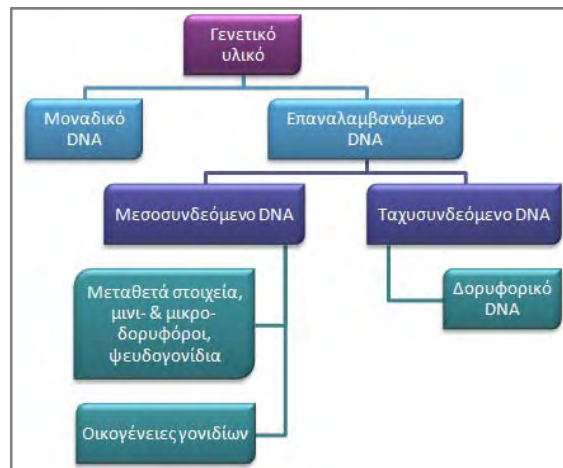 Γενετικό
υλικό
Μοναδικό
DNA
Επαναλαμβανόμενο
DNA
Μεσοσυνδεόμενο DNA
Ταχυσυνδεόμενο DNA
Μεταθετά στοιχεία,
μινι- & μικρο-
δορυφόροι,
ψευδογονίδια
Δορυφορικό
DNA
Οικογένειες γονιδίων